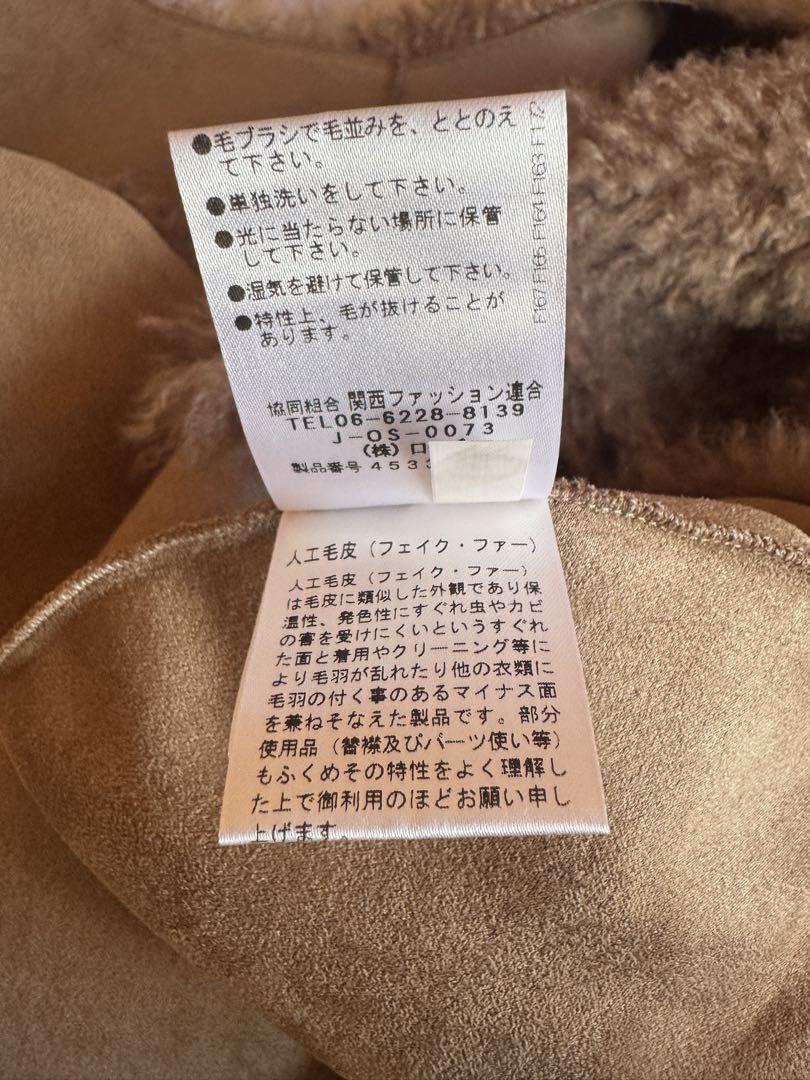 ●毛ブラシで毛並みを、ととのえ
て下さい。
●単独洗いをして下さい。
●光に当たらない場所に保管
して下さい。
●湿気を避けて保管して下さい。
●特性上、毛が抜けることが
あります。
協同組合 関西ファッション連合
TEL06-6228-8139
J-OS-0073
(株)ロ
製品番号 453
F167 F165 F164 F163 F1
人工毛皮(フェイク・ファー)
人工毛皮(フェイク・ファー)
は毛皮に類似した外観であり保
温性、発色性にすぐれ虫やカビ
の害を受けにくいというすぐれ
た面と着用やクリーニング等に
より毛羽が乱れたり他の衣類に
毛羽の付く事のあるマイナス面
を兼ねそなえた製品です。部分
使用品(替襟及びパーツ使い等)
もふくめその特性をよく理解し
た上で御利用のほどお願い申し
上げます。